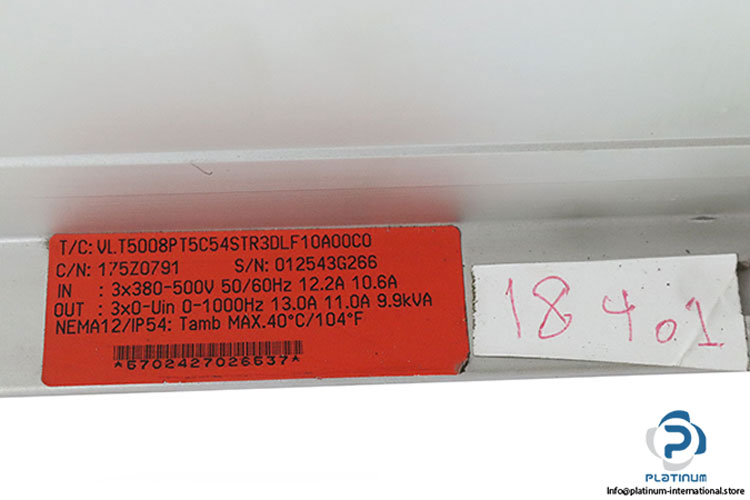 T/C: VLT5008PT5C54STR3DLF10A00C0
C/N: 175Z0791 S/N: 012543G266
IN : 3x380-500V 50/60Hz 12.2A 10.6A
OUT : 3x0-Uin 0-1000Hz 13.0A 11.0A 9.9kVA
NEMA12/IP54: Tamb MAX.40°C/104°F
*6702427026637*
18401
PLATINUM
Info@platinum-international.store